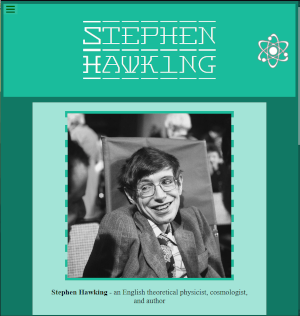 STEPHEN
HAWKING
Stephen Hawking - an English theoretical physicist, cosmologist,
and author